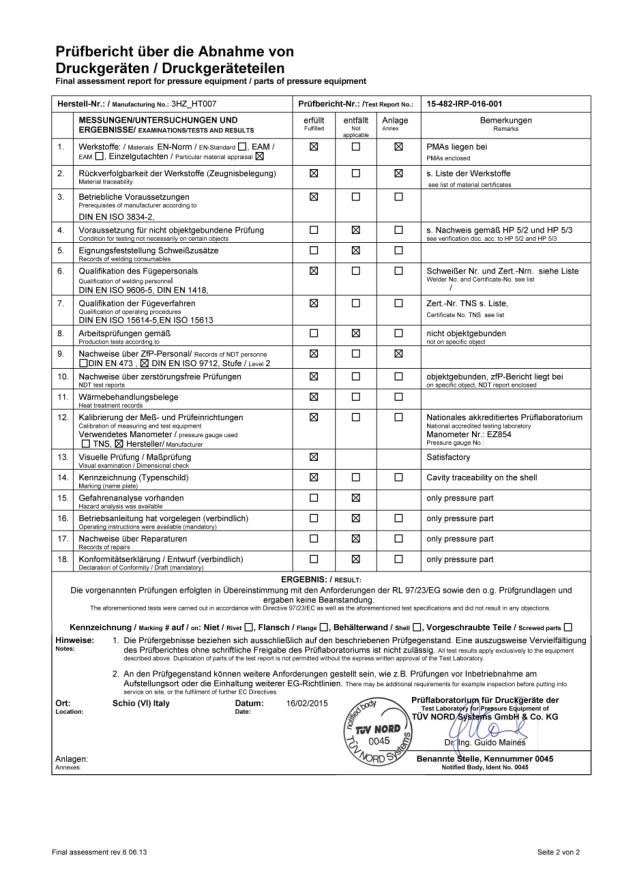 Prüfbericht über die Abnahme von
Druckgeräten / Druckgeräteteilen
Final assessment report for pressure equipment / parts of pressure equipment
Herstell-Nr.: / Manufacturing No.: 3HZ_HT007 Prüfbericht-Nr.: /Test Report No.: 15-482-IRP-016-001
MESSUNGEN/UNTERSUCHUNGEN UND erfüllt entfällt Anlage Bemerkungen
ERGEBNISSE/ EXAMINATIONS/TESTS AND RESULTS Fulfilled Not applicable Annex Remarks
1. Werkstoffe: / Materials: EN-Norm / EN-Standard ☐, EAM / ☒ ☐ ☒ PMAs liegen bei
EAM ☐, Einzelgutachten / Particular material appraisal ☒ PMAs enclosed
2. Rückverfolgbarkeit der Werkstoffe (Zeugnisbelegung) ☒ ☐ ☒ s. Liste der Werkstoffe
Material traceability see list of material certificates
3. Betriebliche Voraussetzungen ☒ ☐ ☐
Prerequisites of manufacturer according to
DIN EN ISO 3834-2,
4. Voraussetzung für nicht objektgebundene Prüfung ☐ ☒ ☐ s. Nachweis gemäß HP 5/2 und HP 5/3
Condition for testing not necessarily on certain objects see verification doc. acc. to HP 5/2 and HP 5/3
5. Eignungsfeststellung Schweißzusätze ☐ ☒ ☐
Records of welding consumables
6. Qualifikation des Fügepersonals ☒ ☐ ☐ Schweißer Nr. und Zert.-Nrn. siehe Liste
Qualification of welding personnel Welder No. and Certificate-No. see list
DIN EN ISO 9606-5, DIN EN 1418, /
7. Qualifikation der Fügeverfahren ☒ ☐ ☐ Zert.-Nr. TNS s. Liste,
Qualification of operating procedures Certificate No. TNS see list
DIN EN ISO 15614-5,EN ISO 15613
8. Arbeitsprüfungen gemäß ☐ ☒ ☐ nicht objektgebunden
Production tests according to not on specific object
9. Nachweise über ZfP-Personal/ Records of NDT personne ☒ ☐ ☒
☐DIN EN 473 , ☒ DIN EN ISO 9712, Stufe / Level 2
10. Nachweise über zerstörungsfreie Prüfungen ☒ ☐ ☐ objektgebunden, zfP-Bericht liegt bei
NDT test reports on specific object, NDT report enclosed
11. Wärmebehandlungsbelege ☒ ☐ ☐
Heat treatment records
12. Kalibrierung der Meß- und Prüfeinrichtungen ☒ ☐ ☐ Nationales akkreditiertes Prüflaboratorium
Calibration of measuring and test equipment National accredited testing laboratory
Verwendetes Manometer / pressure gauge used Manometer Nr.: EZ854
☐ TNS, ☒ Hersteller/ Manufacturer Pressure gauge No.:
13. Visuelle Prüfung / Maßprüfung ☒ Satisfactory
Visual examination / Dimensional check
14. Kennzeichnung (Typenschild) ☒ ☐ ☐ Cavity traceability on the shell
Marking (name plate)
15. Gefahrenanalyse vorhanden ☐ ☒ only pressure part
Hazard analysis was available
16. Betriebsanleitung hat vorgelegen (verbindlich) ☐ ☒ ☐ only pressure part
Operating instructions were available (mandatory)
17. Nachweise über Reparaturen ☐ ☒ ☐ only pressure part
Records of repairs
18. Konformitätserklärung / Entwurf (verbindlich) ☐ ☒ ☐ only pressure part
Declaration of Conformity / Draft (mandatory)
ERGEBNIS: / RESULT:
Die vorgenannten Prüfungen erfolgten in Übereinstimmung mit den Anforderungen der RL 97/23/EG sowie den o.g. Prüfgrundlagen und
ergaben keine Beanstandung.
The aforementioned tests were carried out in accordance with Directive 97/23/EC as well as the aforementioned test specifications and did not result in any objections
Kennzeichnung / Marking # auf / on: Niet / Rivet ☐, Flansch / Flange ☐, Behälterwand / Shell ☐, Vorgeschraubte Teile / Screwed parts ☐
Hinweise: 1. Die Prüfergebnisse beziehen sich ausschließlich auf den beschriebenen Prüfgegenstand. Eine auszugsweise Vervielfältigung
Notes: des Prüfberichtes ohne schriftliche Freigabe des Prüflaboratoriums ist nicht zulässig. All test results apply exclusively to the equipment
described above. Duplication of parts of the test report is not permitted without the express written approval of the Test Laboratory.
2. An den Prüfgegenstand können weitere Anforderungen gestellt sein, wie z.B. Prüfungen vor Inbetriebnahme am
Aufstellungsort oder die Einhaltung weiterer EG-Richtlinien. There may be additional requirements for example inspection before putting into
service on site, or the fulfilment of further EC Directives.
Ort: Schio (VI) Italy Datum: 16/02/2015 Prüflaboratorium für Druckgeräte der
Location: Date: Test Laboratory for Pressure Equipment of
TÜV NORD Systems GmbH & Co. KG
notified body
TÜV NORD
0045
TÜV NORD Systems
Dr. Ing. Guido Maines
Anlagen: Benannte Stelle, Kennummer 0045
Annexes: Notified Body, Ident No. 0045
Final assessment rev.6 06.13 Seite 2 von 2